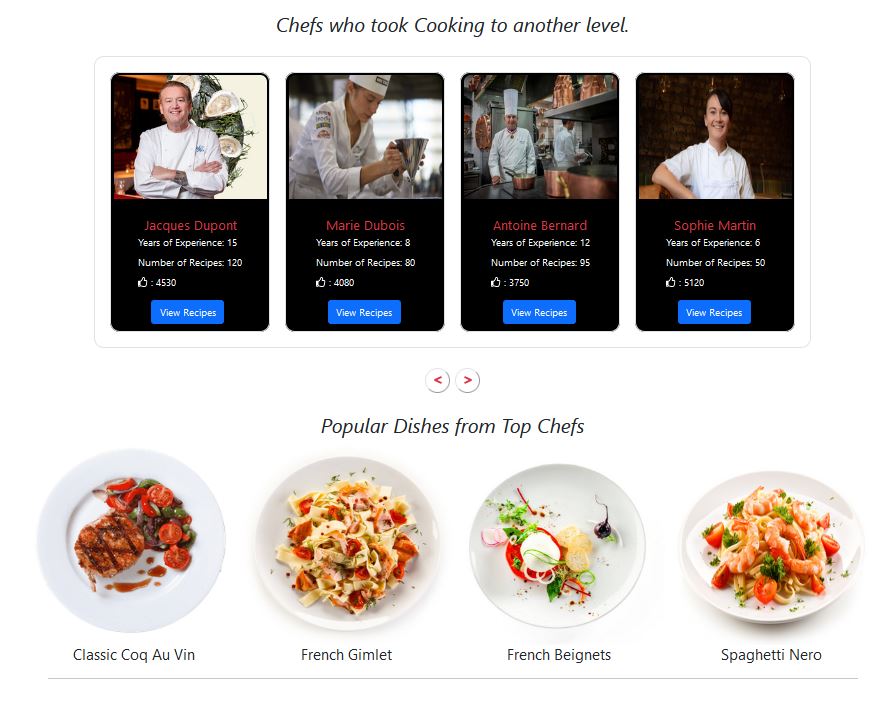 Chefs who took Cooking to another level.
Jacques Dupont
Years of Experience: 15
Number of Recipes: 120
: 4530
View Recipes
Marie Dubois
Years of Experience: 8
Number of Recipes: 80
: 4080
View Recipes
Antoine Bernard
Years of Experience: 12
Number of Recipes: 95
: 3750
View Recipes
Sophie Martin
Years of Experience: 6
Number of Recipes: 50
: 5120
View Recipes
< >
Popular Dishes from Top Chefs
Classic Coq Au Vin
French Gimlet
French Beignets
Spaghetti Nero